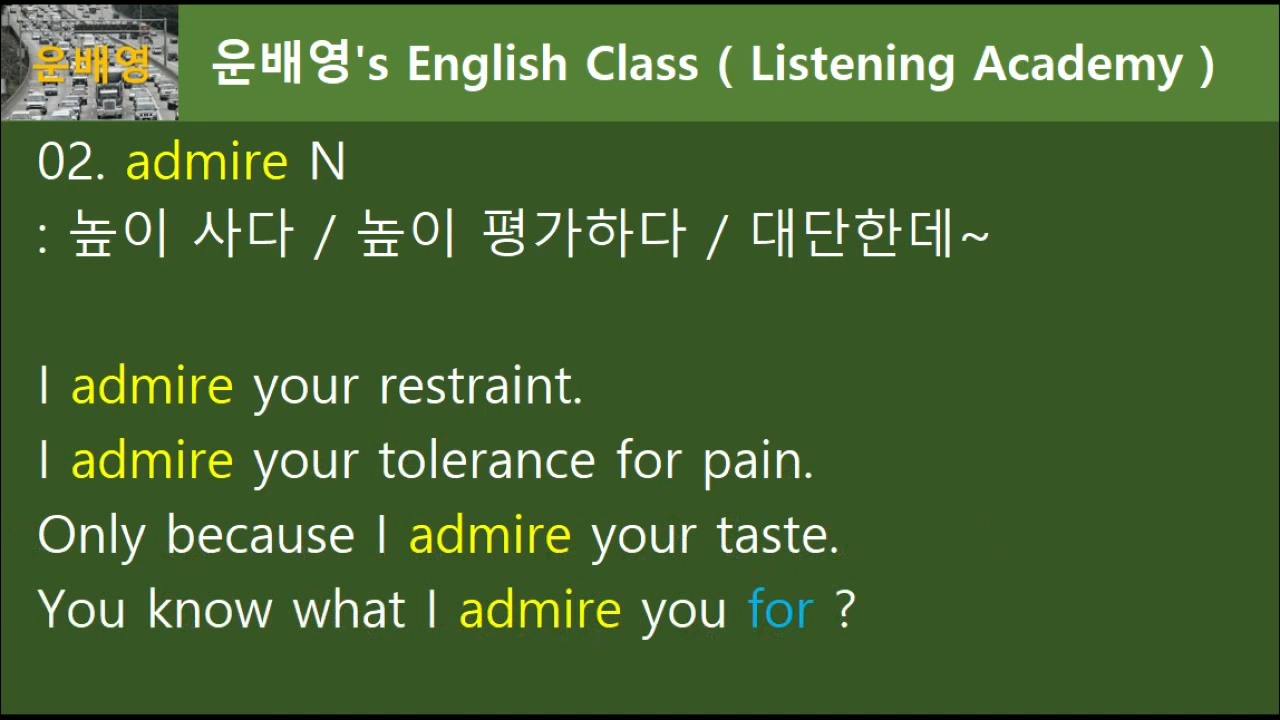 운배영
운배영's English Class ( Listening Academy )
02. admire N
: 높이 사다 / 높이 평가하다 / 대단한데~
I admire your restraint.
I admire your tolerance for pain.
Only because I admire your taste.
You know what I admire you for ?